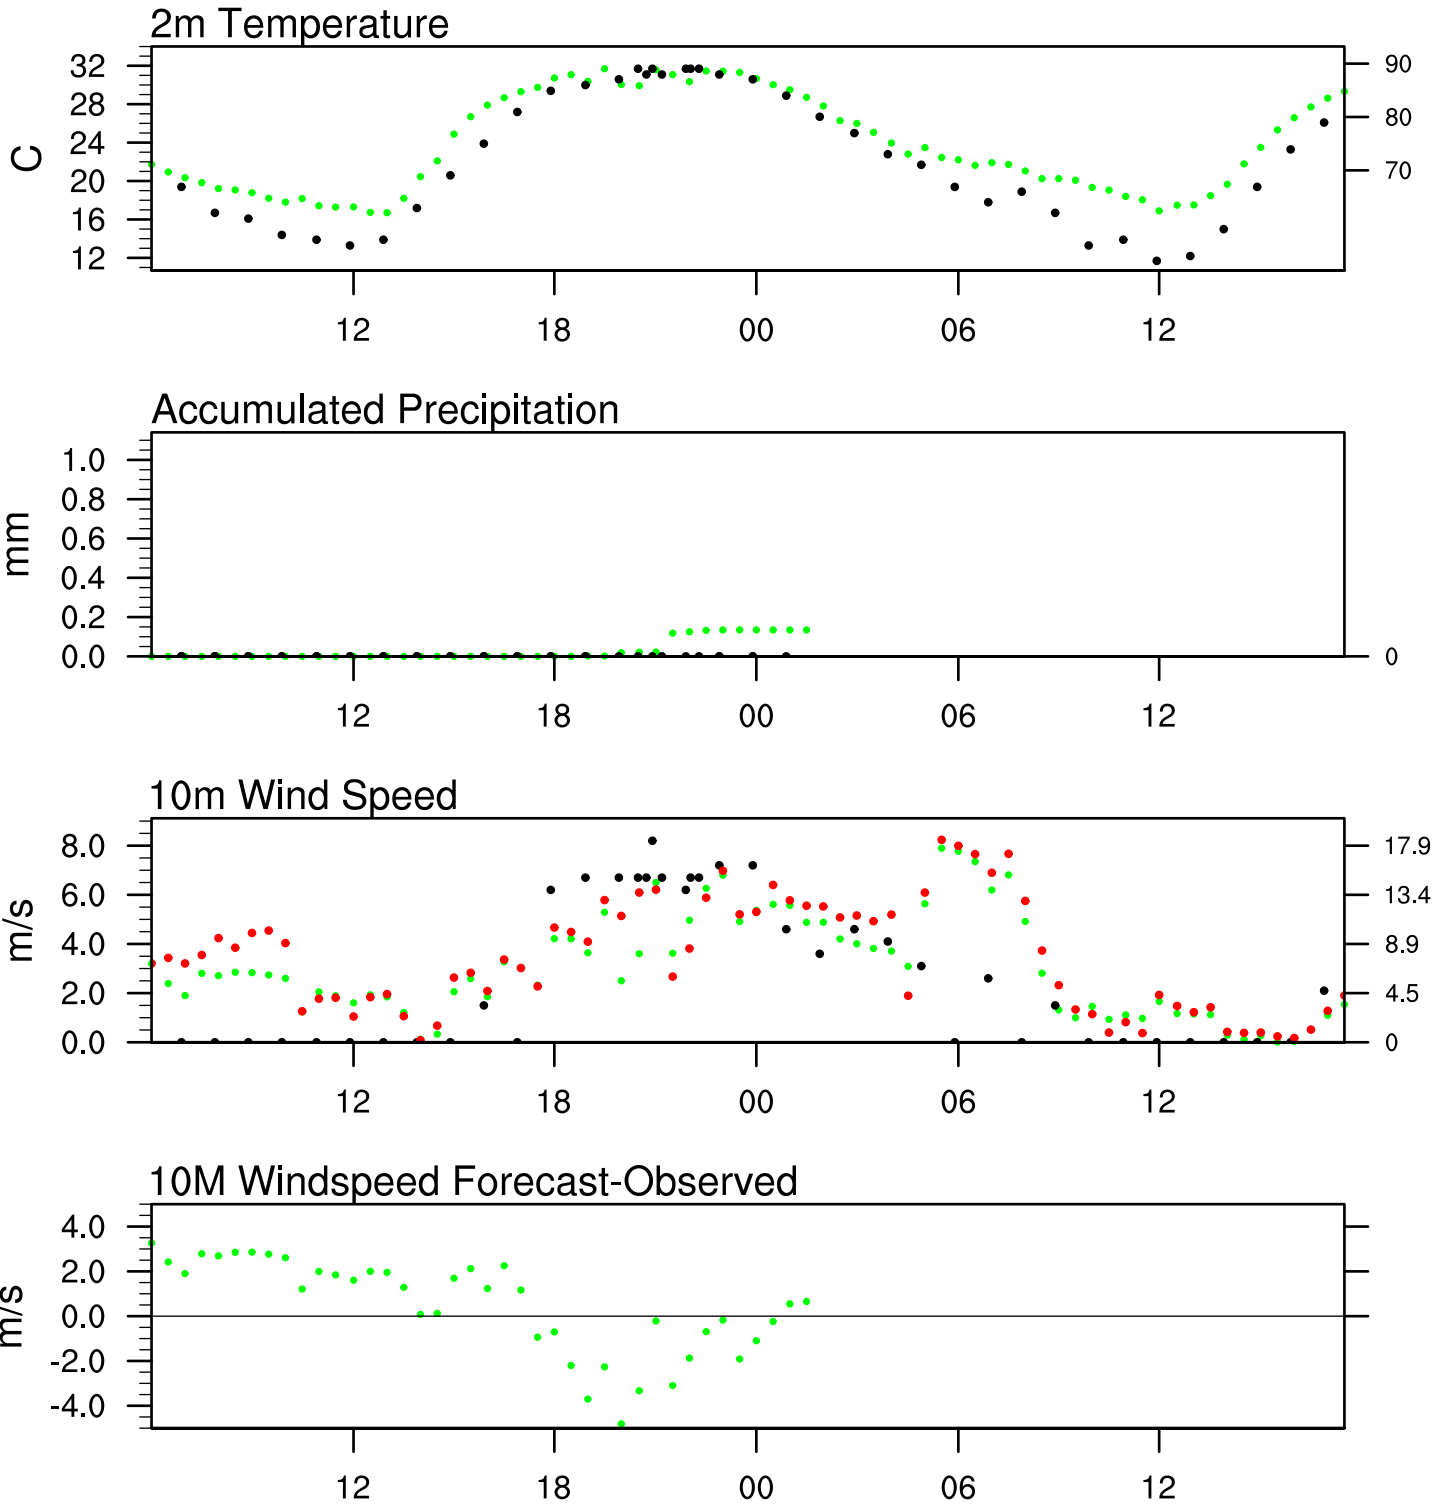 2m Temperature
32
28
24
20
16
12
C
90
80
70
12 18 00 06 12
Accumulated Precipitation
1.0
0.8
0.6
0.4
0.2
0.0
mm
0
12 18 00 06 12
10m Wind Speed
8.0
6.0
4.0
2.0
0.0
m/s
17.9
13.4
8.9
4.5
0
12 18 00 06 12
10M Windspeed Forecast-Observed
4.0
2.0
0.0
-2.0
-4.0
m/s
12 18 00 06 12